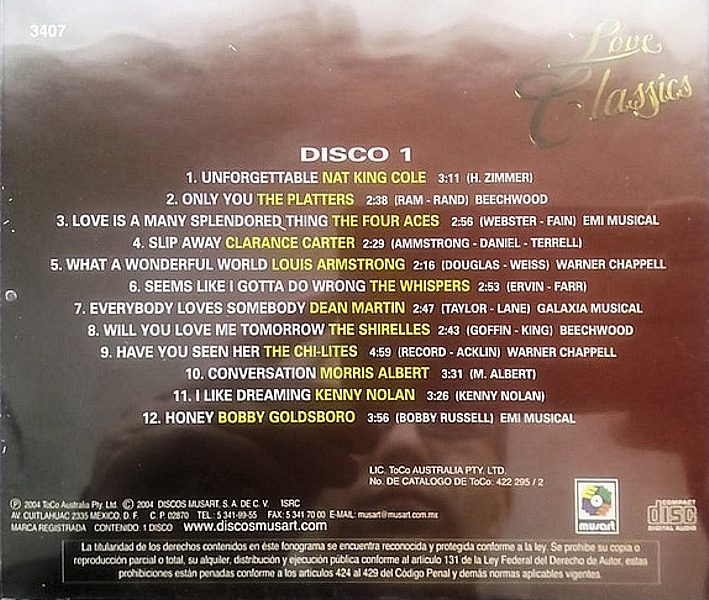 3407
Love
Classics
DISCO 1
1. UNFORGETTABLE NAT KING COLE 3:11 (H. ZIMMER)
2. ONLY YOU THE PLATTERS 2:38 (RAM - RAND) BEECHWOOD
3. LOVE IS A MANY SPLENDORED THING THE FOUR ACES 2:56 (WEBSTER - FAIN) EMI MUSICAL
4. SLIP AWAY CLARANCE CARTER 2:29 (AMMSTRONG - DANIEL - TERRELL)
5. WHAT A WONDERFUL WORLD LOUIS ARMSTRONG 2:16 (DOUGLAS - WEISS) WARNER CHAPPELL
6. SEEMS LIKE I GOTTA DO WRONG THE WHISPERS 2:53 (ERVIN - FARR)
7. EVERYBODY LOVES SOMEBODY DEAN MARTIN 2:47 (TAYLOR - LANE) GALAXIA MUSICAL
8. WILL YOU LOVE ME TOMORROW THE SHIRELLES 2:43 (GOFFIN - KING) BEECHWOOD
9. HAVE YOU SEEN HER THE CHI-LITES 4:59 (RECORD - ACKLIN) WARNER CHAPPELL
10. CONVERSATION MORRIS ALBERT 3:31 (M. ALBERT)
11. I LIKE DREAMING KENNY NOLAN 3:26 (KENNY NOLAN)
12. HONEY BOBBY GOLDSBORO 3:56 (BOBBY RUSSELL) EMI MUSICAL
LIC. ToCo AUSTRALIA PTY. LTD.
No. DE CATALOGO DE ToCo: 422 295 / 2
Ⓟ 2004 ToCo Australia Pty. Ltd. © 2004 DISCOS MUSART, S. A. DE C. V. ISRC
AV. CUITLAHUAC 2335 MEXICO, D. F C. P. 02870 TEL.: 5 341-99-55 FAX: 5 341 70 00 E-MAIL: musart@musart.com.mx
MARCA REGISTRADA CONTENIDO: 1 DISCO www.discosmusart.com
musart
COMPACT
disc
DIGITAL AUDIO
La titularidad de los derechos contenidos en éste fonograma se encuentra reconocida y protegida conforme a la ley. Se prohibe su copia o
reproducción parcial o total, su alquiler, distribución y ejecución pública conforme al artículo 131 de la Ley Federal del Derecho de Autor, estas
prohibiciones están penadas conforme a los articulos 424 al 429 del Código Penal y demás normas aplicables vigentes.